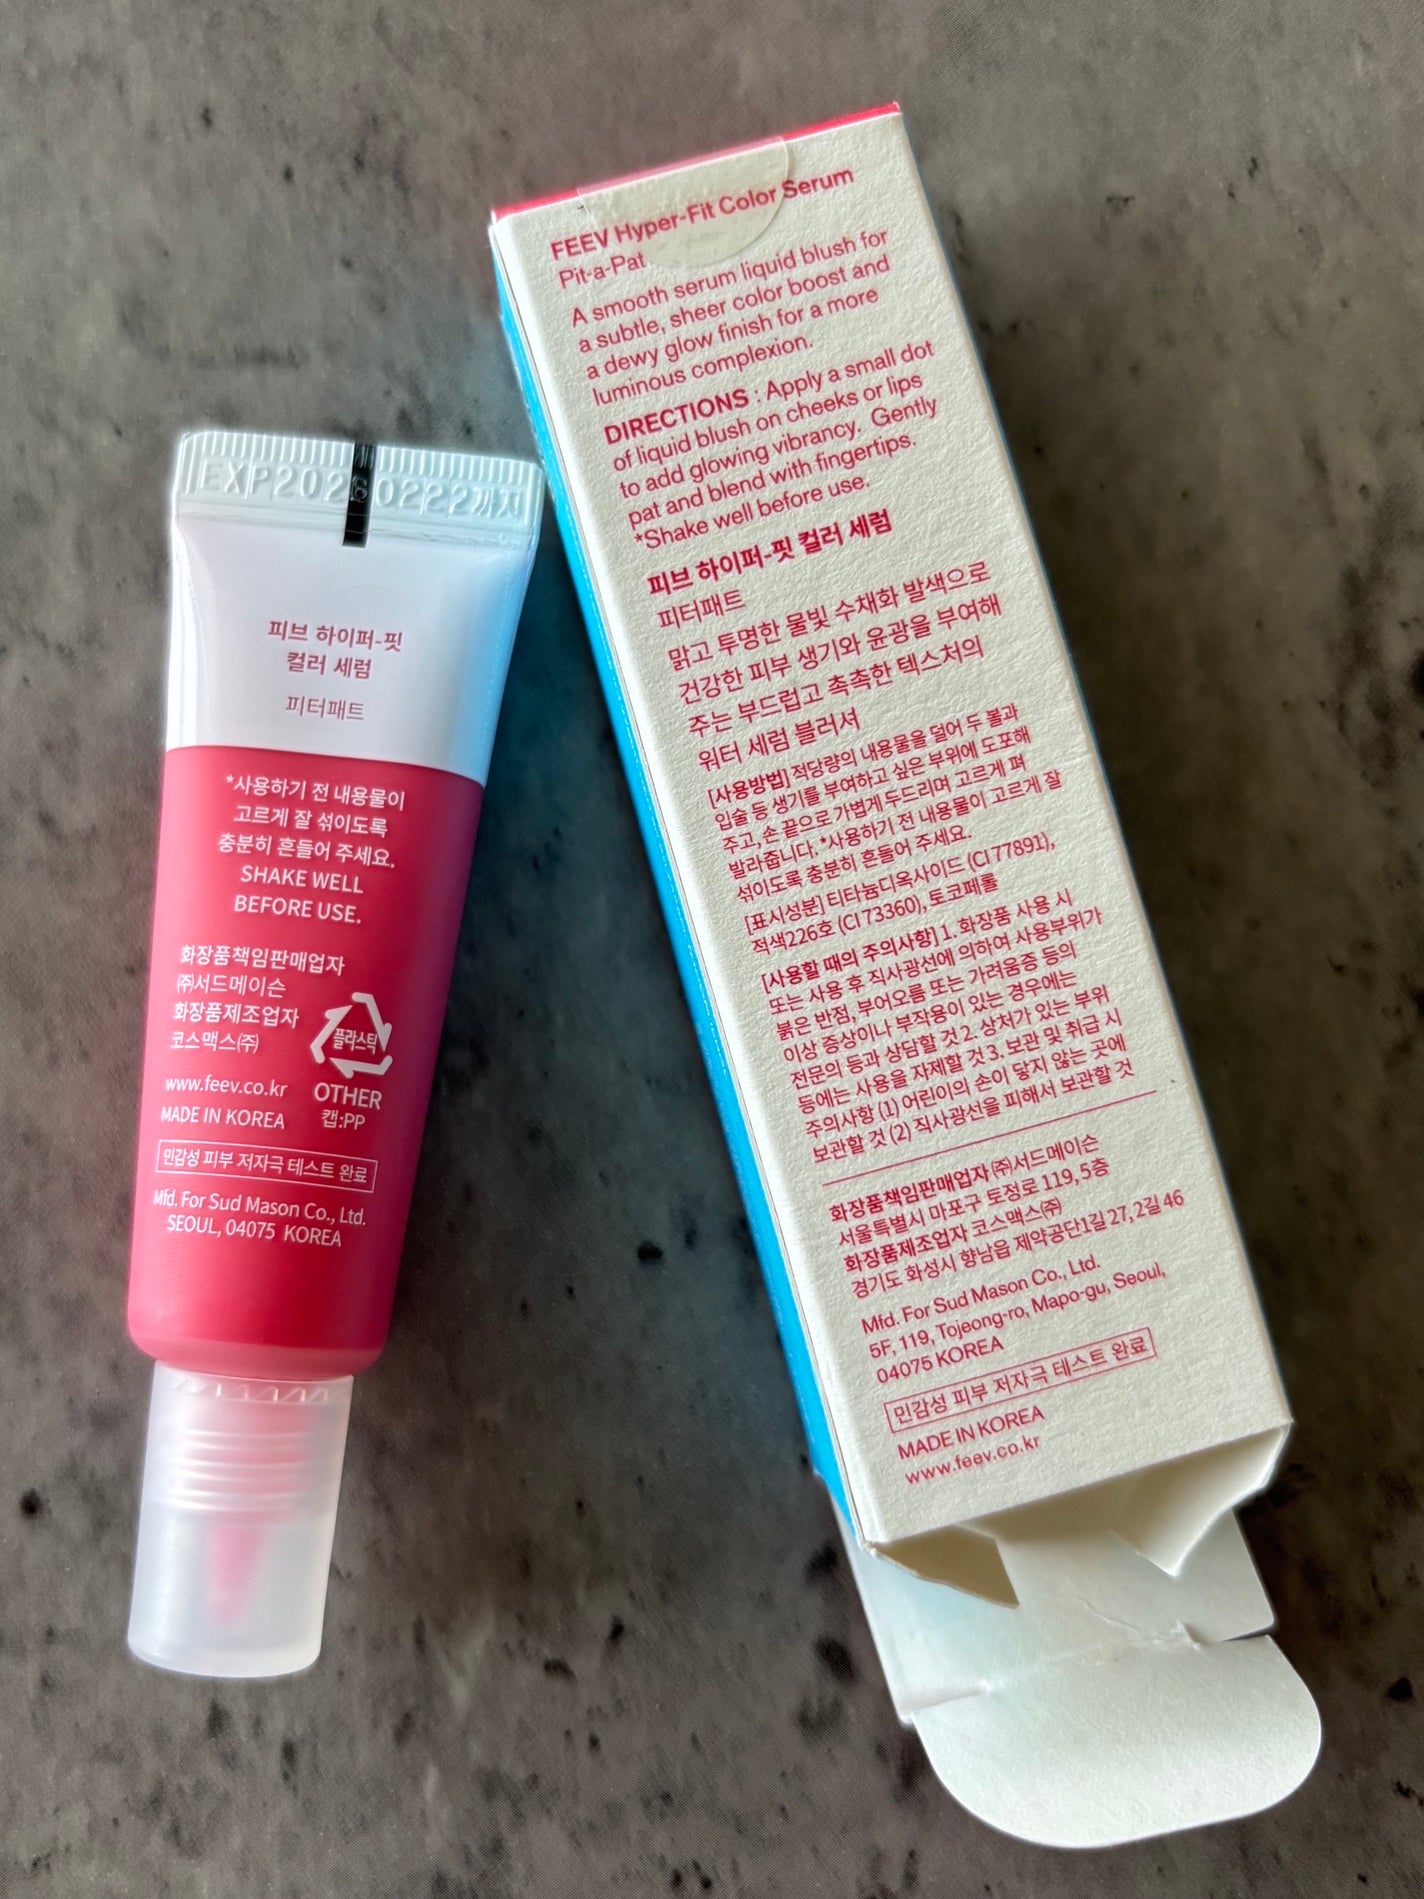 EXP20260222까지
피브 하이퍼-핏
컬러 세럼
피터패트
*사용하기 전 내용물이
고르게 잘 섞이도록
충분히 흔들어 주세요.
SHAKE WELL
BEFORE USE.
화장품책임판매업자
㈜서드메이슨
화장품제조업자
코스맥스㈜
플라스틱
OTHER
캡:PP
www.feev.co.kr
MADE IN KOREA
민감성 피부 저자극 테스트 완료
Mfd. For Sud Mason Co., Ltd.
SEOUL, 04075 KOREA
FEEV Hyper-Fit Color Serum
Pit-a-Pat
A smooth serum liquid blush for
a subtle, sheer color boost and
a dewy glow finish for a more
luminous complexion.
DIRECTIONS : Apply a small dot
of liquid blush on cheeks or lips
to add glowing vibrancy. Gently
pat and blend with fingertips.
*Shake well before use.
피브 하이퍼-핏 컬러 세럼
피터패트
맑고 투명한 물빛 수채화 발색으로
건강한 피부 생기와 윤광을 부여해
주는 부드럽고 촉촉한 텍스처의
워터 세럼 블러셔
[사용방법] 적당량의 내용물을 덜어 두 볼과
입술 등 생기를 부여하고 싶은 부위에 도포해
주고, 손 끝으로 가볍게 두드리며 고르게 펴
발라줍니다. *사용하기 전 내용물이 고르게 잘
섞이도록 충분히 흔들어 주세요.
[표시성분] 티타늄디옥사이드 (CI 77891),
적색226호 (CI 73360), 토코페롤
[사용할 때의 주의사항] 1. 화장품 사용 시
또는 사용 후 직사광선에 의하여 사용부위가
붉은 반점, 부어오름 또는 가려움증 등의
이상 증상이나 부작용이 있는 경우에는
전문의 등과 상담할 것 2. 상처가 있는 부위
등에는 사용을 자제할 것 3. 보관 및 취급 시
주의사항 (1) 어린이의 손이 닿지 않는 곳에
보관할 것 (2) 직사광선을 피해서 보관할 것
화장품책임판매업자 ㈜서드메이슨
서울특별시 마포구 토정로 119, 5층
화장품제조업자 코스맥스㈜
경기도 화성시 향남읍 제약공단1길 27, 2길 46
Mfd. For Sud Mason Co., Ltd.
5F, 119, Tojeong-ro, Mapo-gu, Seoul,
04075 KOREA
민감성 피부 저자극 테스트 완료
MADE IN KOREA
www.feev.co.kr